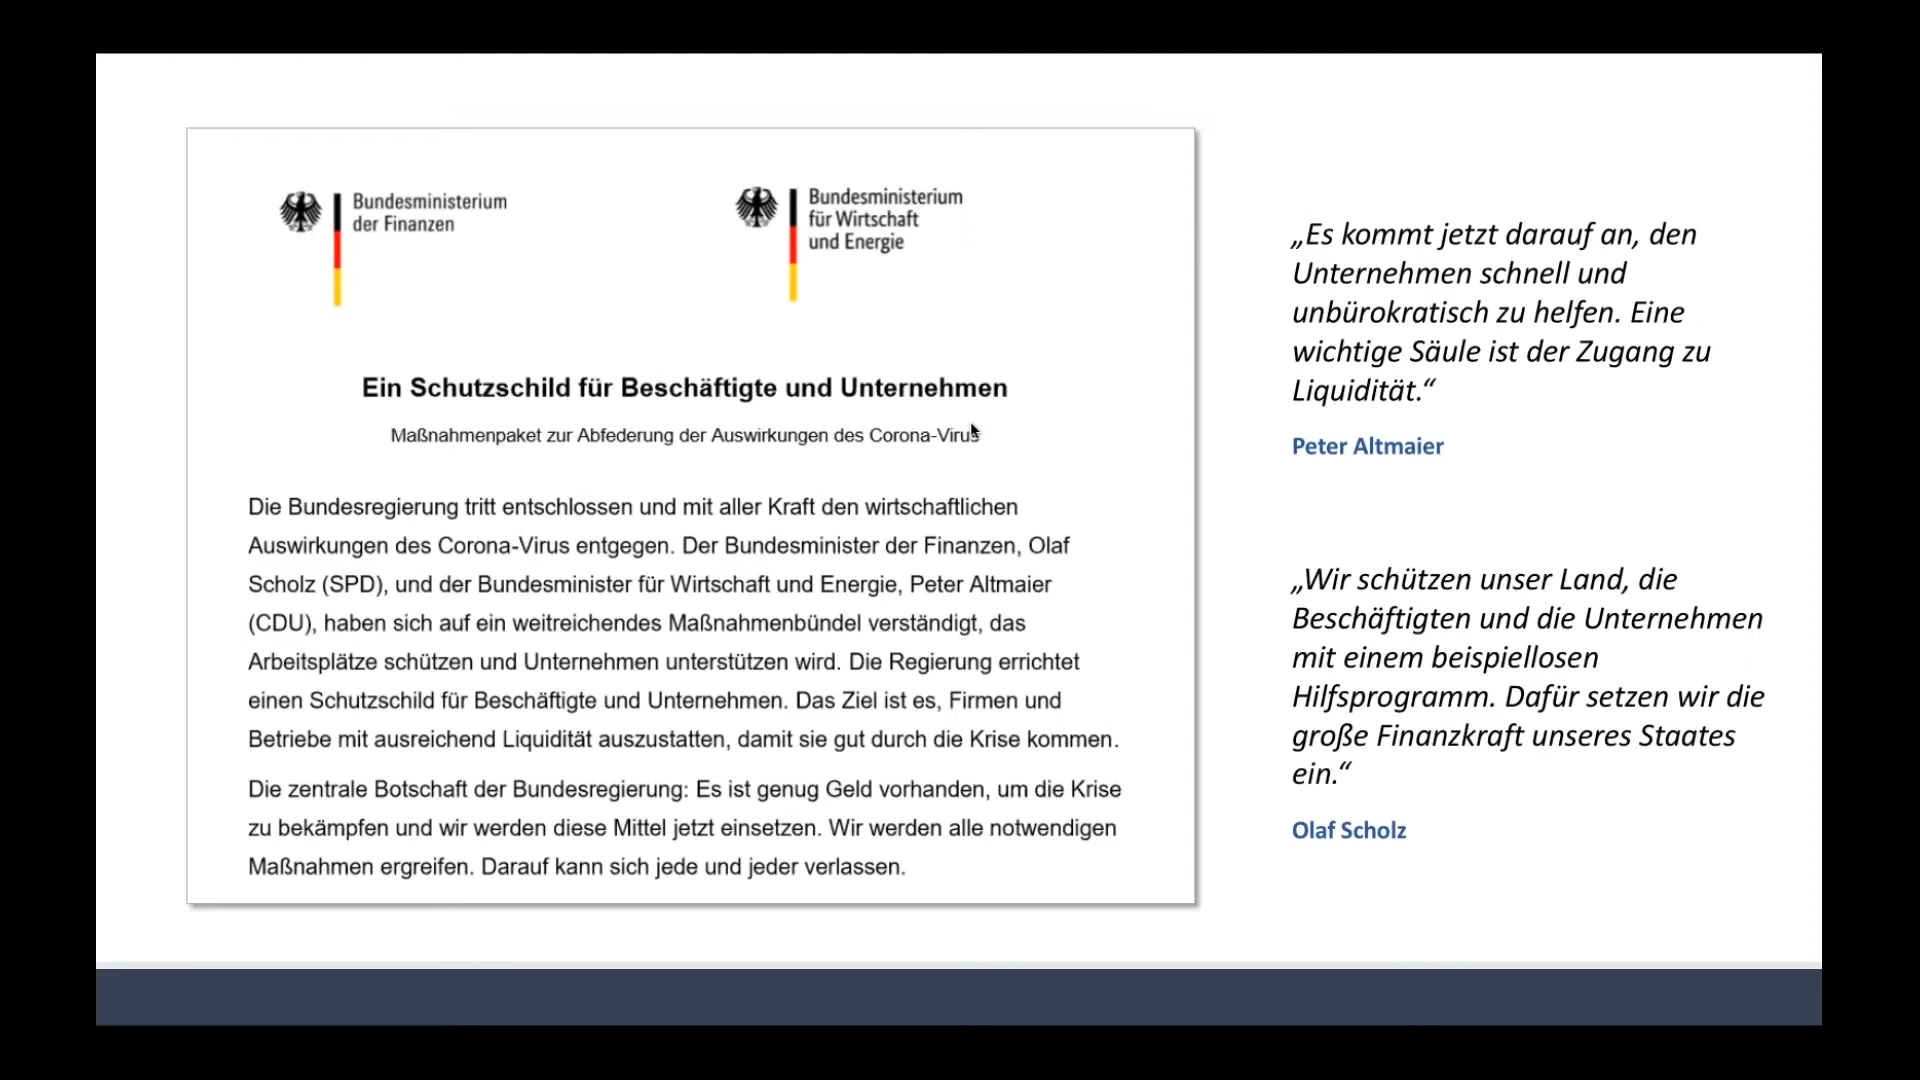 Bundesministerium
der Finanzen
Bundesministerium
für Wirtschaft
und Energie
Ein Schutzschild für Beschäftigte und Unternehmen
Maßnahmenpaket zur Abfederung der Auswirkungen des Corona-Virus
Die Bundesregierung tritt entschlossen und mit aller Kraft den wirtschaftlichen
Auswirkungen des Corona-Virus entgegen. Der Bundesminister der Finanzen, Olaf
Scholz (SPD), und der Bundesminister für Wirtschaft und Energie, Peter Altmaier
(CDU), haben sich auf ein weitreichendes Maßnahmenbündel verständigt, das
Arbeitsplätze schützen und Unternehmen unterstützen wird. Die Regierung errichtet
einen Schutzschild für Beschäftigte und Unternehmen. Das Ziel ist es, Firmen und
Betriebe mit ausreichend Liquidität auszustatten, damit sie gut durch die Krise kommen.
Die zentrale Botschaft der Bundesregierung: Es ist genug Geld vorhanden, um die Krise
zu bekämpfen und wir werden diese Mittel jetzt einsetzen. Wir werden alle notwendigen
Maßnahmen ergreifen. Darauf kann sich jede und jeder verlassen.
„Es kommt jetzt darauf an, den
Unternehmen schnell und
unbürokratisch zu helfen. Eine
wichtige Säule ist der Zugang zu
Liquidität.“
Peter Altmaier
„Wir schützen unser Land, die
Beschäftigten und die Unternehmen
mit einem beispiellosen
Hilfsprogramm. Dafür setzen wir die
große Finanzkraft unseres Staates
ein.“
Olaf Scholz